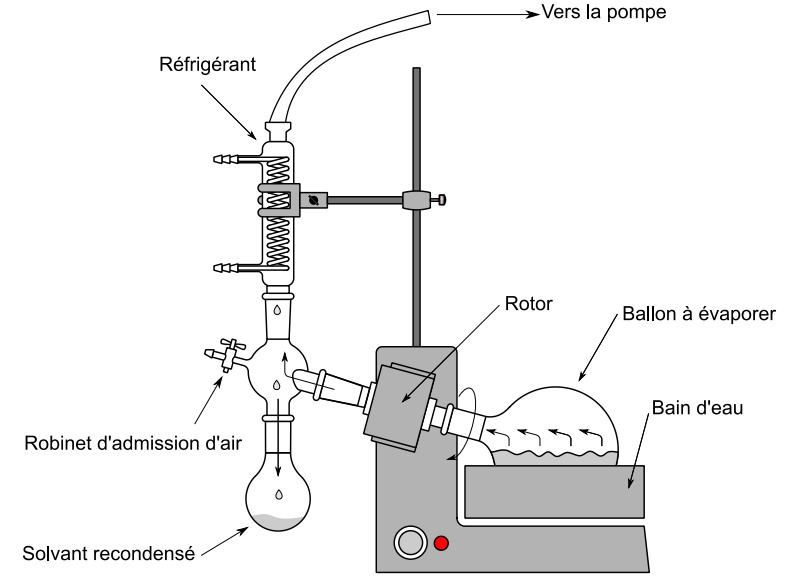 Vers la pompe
Réfrigérant
Rotor
Ballon à évaporer
Bain d'eau
Robinet d'admission d'air
Solvant recondensé